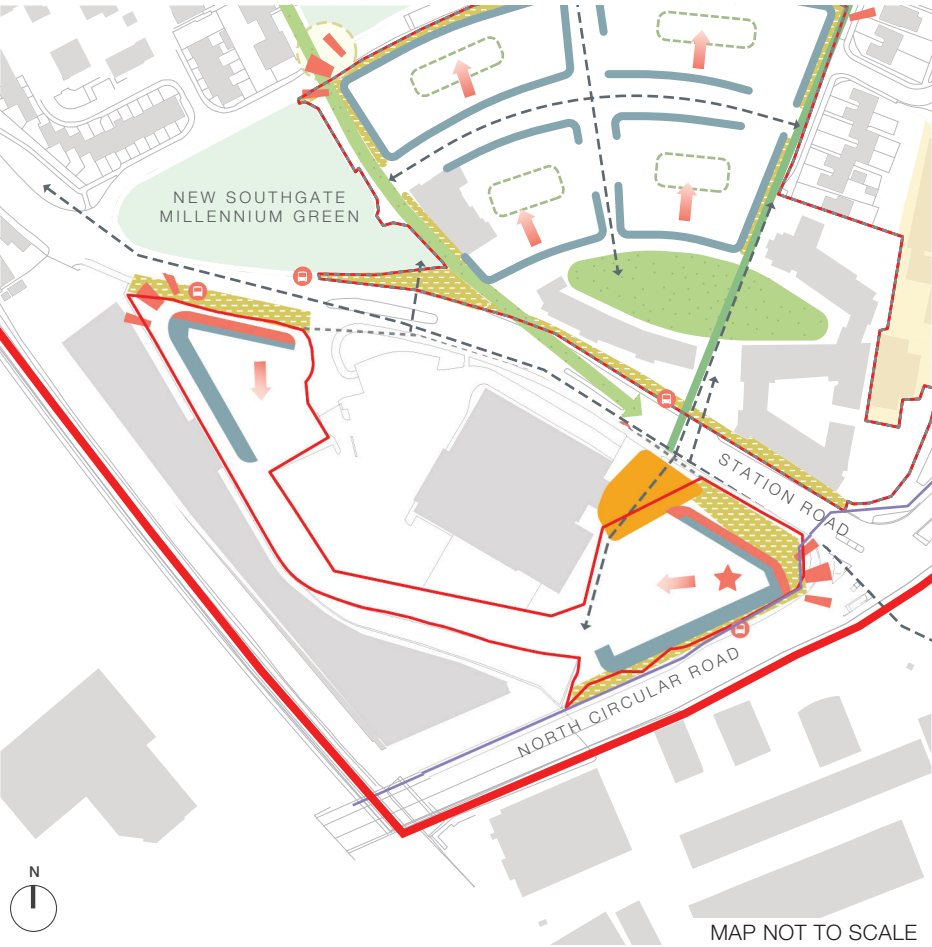 NEW SOUTHGATE
MILLENNIUM GREEN
STATION ROAD
NORTH CIRCULAR ROAD
N
MAP NOT TO SCALE